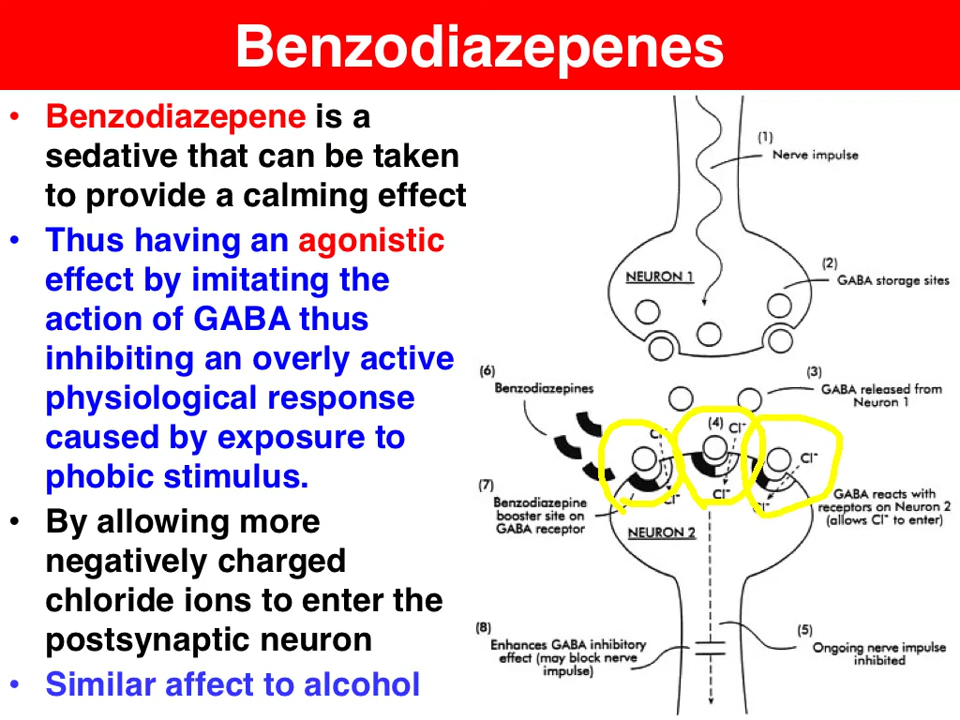 Benzodiazepenes
• Benzodiazepene is a
sedative that can be taken
to provide a calming effect
• Thus having an agonistic
effect by imitating the
action of GABA thus
inhibiting an overly active
physiological response
caused by exposure to
phobic stimulus.
• By allowing more
negatively charged
chloride ions to enter the
postsynaptic neuron
• Similar affect to alcohol
(1)
Nerve impulse
NEURON 1
(2)
GABA storage sites
(3)
GABA released from
Neuron 1
(6)
Benzodiazepines
(4)
Cl⁻
Cl⁻
Cl⁻
Cl⁻
Cl⁻
Cl⁻
(7)
Benzodiazepine
booster site on
GABA receptor
GABA reacts with
receptors on Neuron 2
(allows Cl⁻ to enter)
NEURON 2
(8)
Enhances GABA inhibitory
effect (may block nerve
impulse)
(5)
Ongoing nerve impulse
inhibited